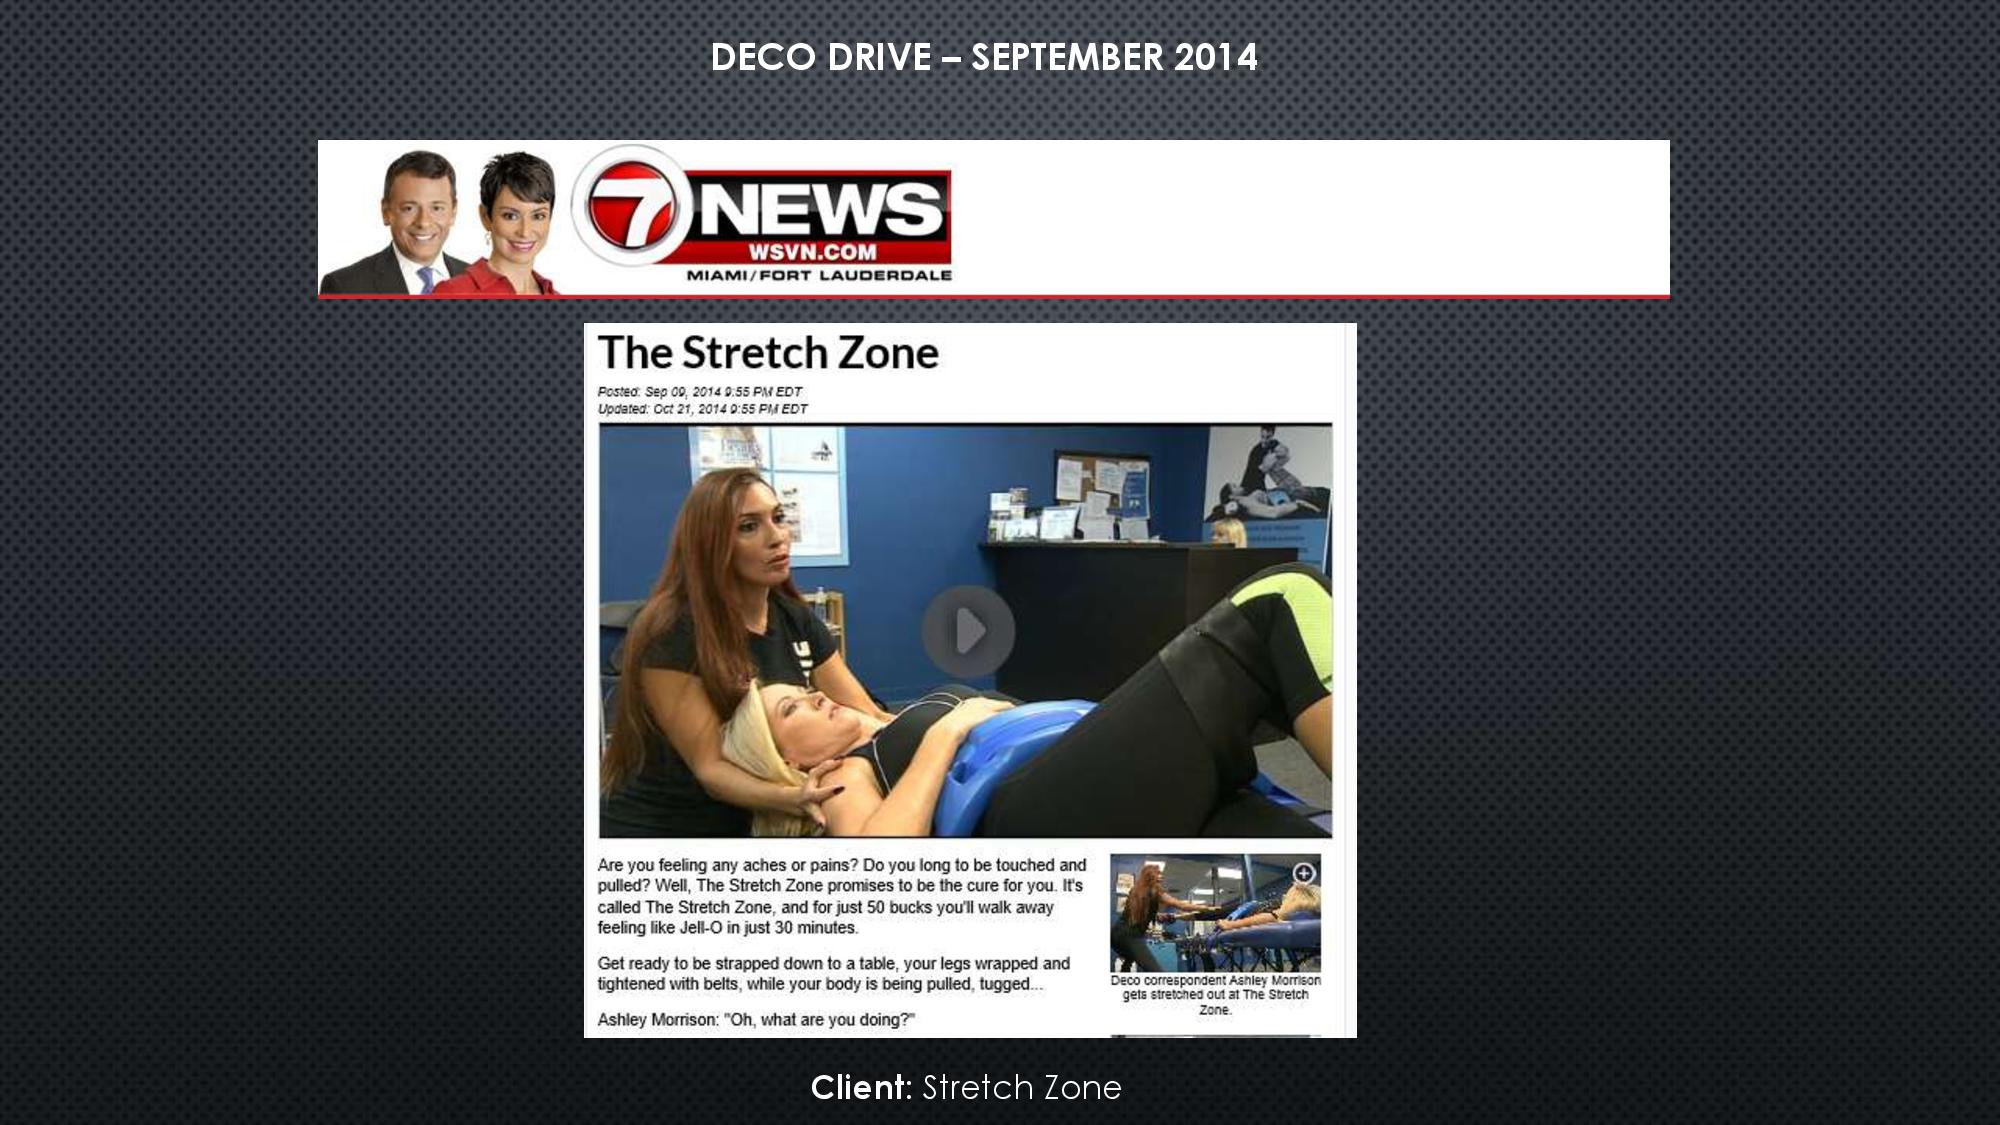 DECO DRIVE – SEPTEMBER 2014
7 NEWS
WSVN.COM
MIAMI/FORT LAUDERDALE
The Stretch Zone
Posted: Sep 09, 2014 9:55 PM EDT
Updated: Oct 21, 2014 9:55 PM EDT
Are you feeling any aches or pains? Do you long to be touched and
pulled? Well, The Stretch Zone promises to be the cure for you. It's
called The Stretch Zone, and for just 50 bucks you'll walk away
feeling like Jell-O in just 30 minutes.
Get ready to be strapped down to a table, your legs wrapped and
tightened with belts, while your body is being pulled, tugged...
Ashley Morrison: "Oh, what are you doing?"
Deco correspondent Ashley Morrison
gets stretched out at The Stretch
Zone.
Client: Stretch Zone